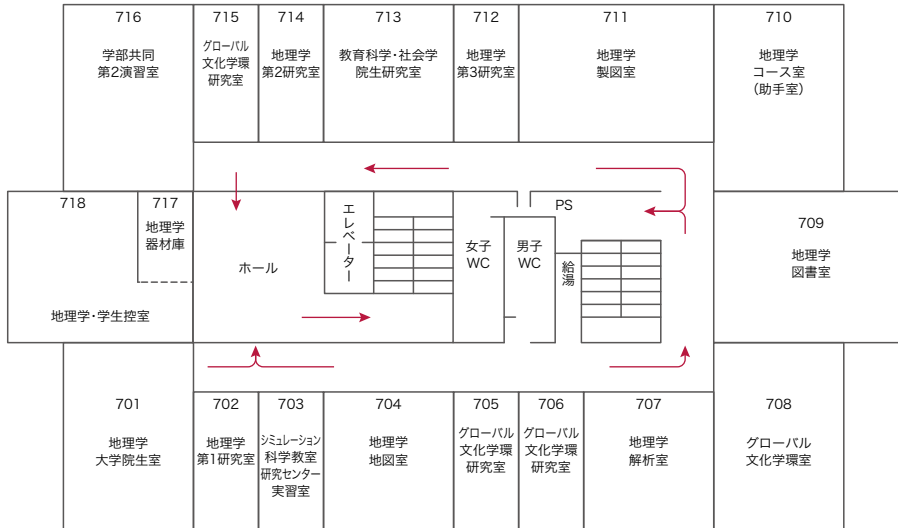 716
学部共同
第2演習室
715
グローバル
文化学環
研究室
714
地理学
第2研究室
713
教育科学・社会学
院生研究室
712
地理学
第3研究室
711
地理学
製図室
710
地理学
コース室
（助手室）
718
地理学・学生控室
717
地理学
器材庫
ホール
エレベーター
女子
WC
男子
WC
PS
給湯
709
地理学
図書室
701
地理学
大学院生室
702
地理学
第1研究室
703
シミュレーション
科学教室
研究センター
実習室
704
地理学
地図室
705
グローバル
文化学環
研究室
706
グローバル
文化学環
研究室
707
地理学
解析室
708
グローバル
文化学環室